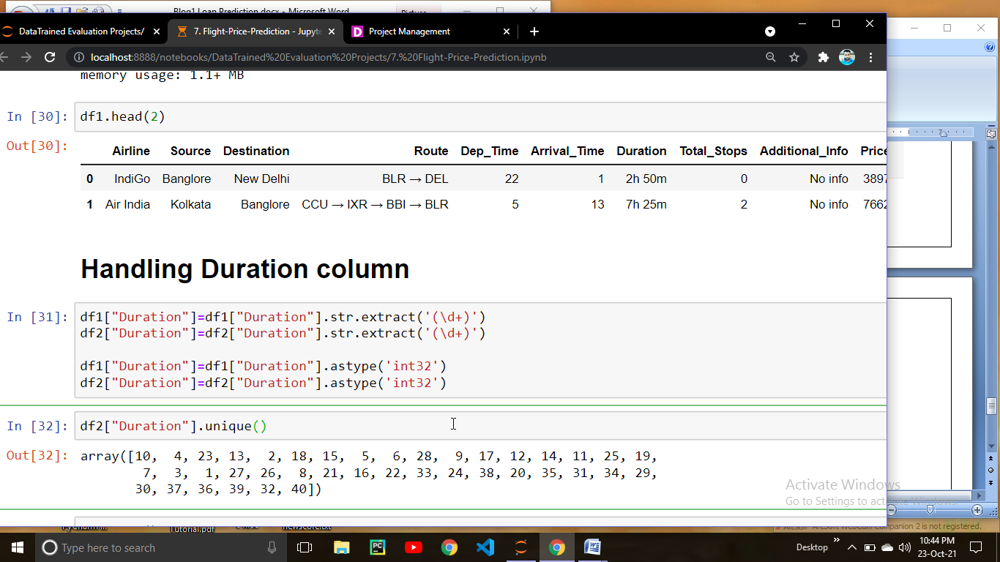 Blog1 Loan Prediction.docx - Microsoft Word
Picture
DataTrained Evaluation Projects/
7. Flight-Price-Prediction - Jupyte
Project Management
localhost:8888/notebooks/DataTrained%20Evaluation%20Projects/7.%20Flight-Price-Prediction.ipynb
memory usage: 1.1+ MB
In [30]: df1.head(2)
Out[30]:
Airline Source Destination Route Dep_Time Arrival_Time Duration Total_Stops Additional_Info Price
0 IndiGo Banglore New Delhi BLR → DEL 22 1 2h 50m 0 No info 3897
1 Air India Kolkata Banglore CCU → IXR → BBI → BLR 5 13 7h 25m 2 No info 7662
7
Handling Duration column
In [31]: df1["Duration"]=df1["Duration"].str.extract('(\d+)')
df2["Duration"]=df2["Duration"].str.extract('(\d+)')
df1["Duration"]=df1["Duration"].astype('int32')
df2["Duration"]=df2["Duration"].astype('int32')
In [32]: df2["Duration"].unique()
Out[32]: array([10, 4, 23, 13, 2, 18, 15, 5, 6, 28, 9, 17, 12, 14, 11, 25, 19,
7, 3, 1, 27, 26, 8, 21, 16, 22, 33, 24, 38, 20, 35, 31, 34, 29,
30, 37, 36, 39, 32, 40])
Activate Windows
Go to Settings to activate Windows.
Tutorial.pdf
Companion 2 is not registered.
Type here to search
Desktop
10:44 PM
23-Oct-21